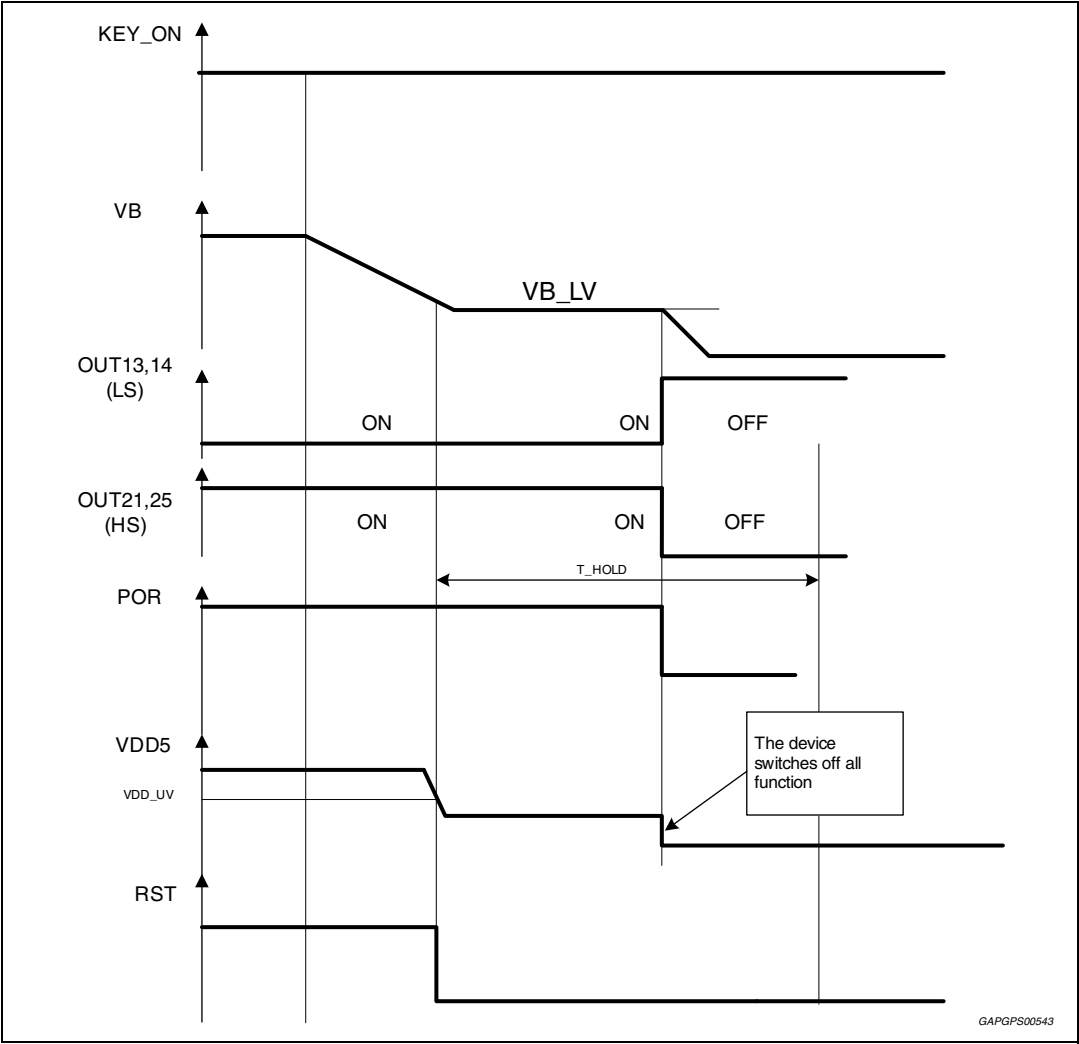 KEY_ON
VB
VB_LV
OUT13,14
(LS)
ON
ON
OFF
OUT21,25
(HS)
ON
ON
OFF
T_HOLD
POR
The device
switches off all
function
VDD5
VDD_UV
RST
GAPGPS00543